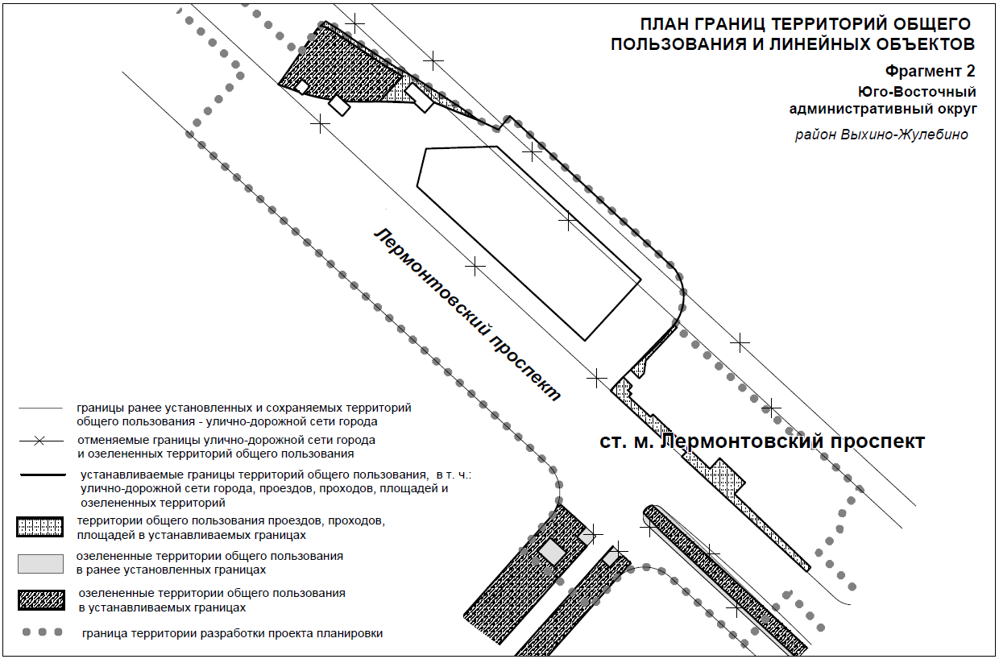 ПЛАН ГРАНИЦ ТЕРРИТОРИЙ ОБЩЕГО
ПОЛЬЗОВАНИЯ И ЛИНЕЙНЫХ ОБЪЕКТОВ
Фрагмент 2
Юго-Восточный
административный округ
район Выхино-Жулебино
Лермонтовский проспект
ст. м. Лермонтовский проспект
границы ранее установленных и сохраняемых территорий
общего пользования - улично-дорожной сети города
отменяемые границы улично-дорожной сети города
и озелененных территорий общего пользования
устанавливаемые границы территорий общего пользования, в т. ч.:
улично-дорожной сети города, проездов, проходов, площадей и
озелененных территорий
территории общего пользования проездов, проходов,
площадей в устанавливаемых границах
озелененные территории общего пользования
в ранее установленных границах
озелененные территории общего пользования
в устанавливаемых границах
граница территории разработки проекта планировки